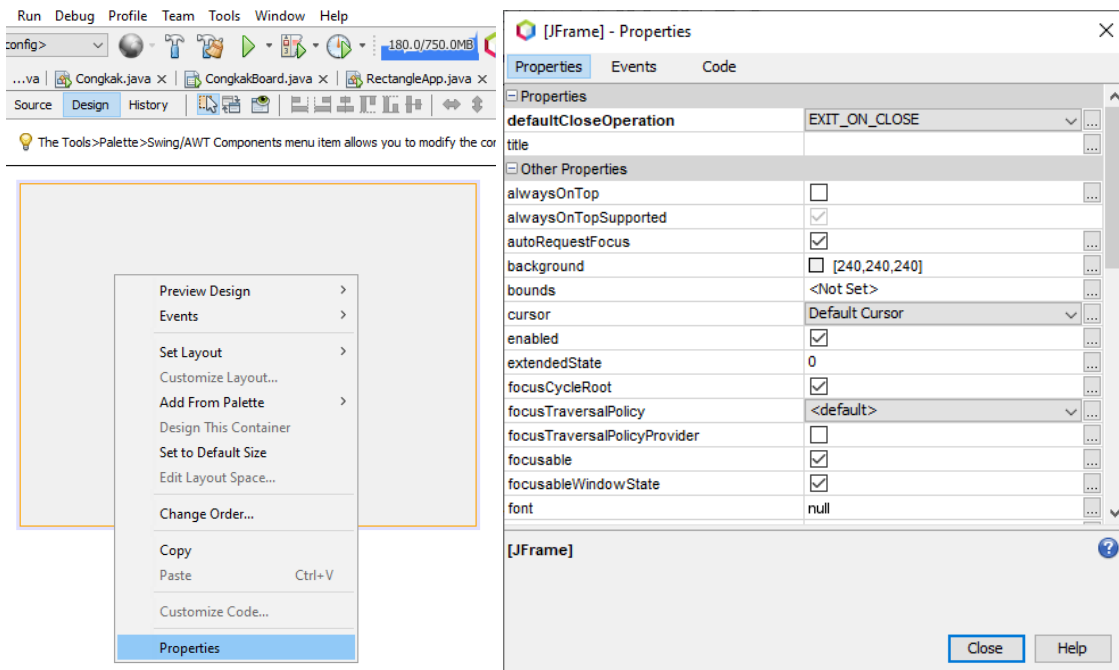 Run Debug Profile Team Tools Window Help
config>
180.0/750.0MB
...va Congkak.java × CongkakBoard.java × RectangleApp.java ×
Source Design History
The Tools>Palette>Swing/AWT Components menu item allows you to modify the cor
Preview Design >
Events >
Set Layout >
Customize Layout...
Add From Palette >
Design This Container
Set to Default Size
Edit Layout Space...
Change Order...
Copy
Paste Ctrl+V
Customize Code...
Properties
[JFrame] - Properties
Properties Events Code
Properties
defaultCloseOperation EXIT_ON_CLOSE ...
title ...
Other Properties
alwaysOnTop ...
alwaysOnTopSupported
autoRequestFocus ...
background [240,240,240] ...
bounds <Not Set> ...
cursor Default Cursor ...
enabled ...
extendedState 0 ...
focusCycleRoot ...
focusTraversalPolicy <default> ...
focusTraversalPolicyProvider ...
focusable ...
focusableWindowState ...
font null ...
[JFrame] ?
Close Help